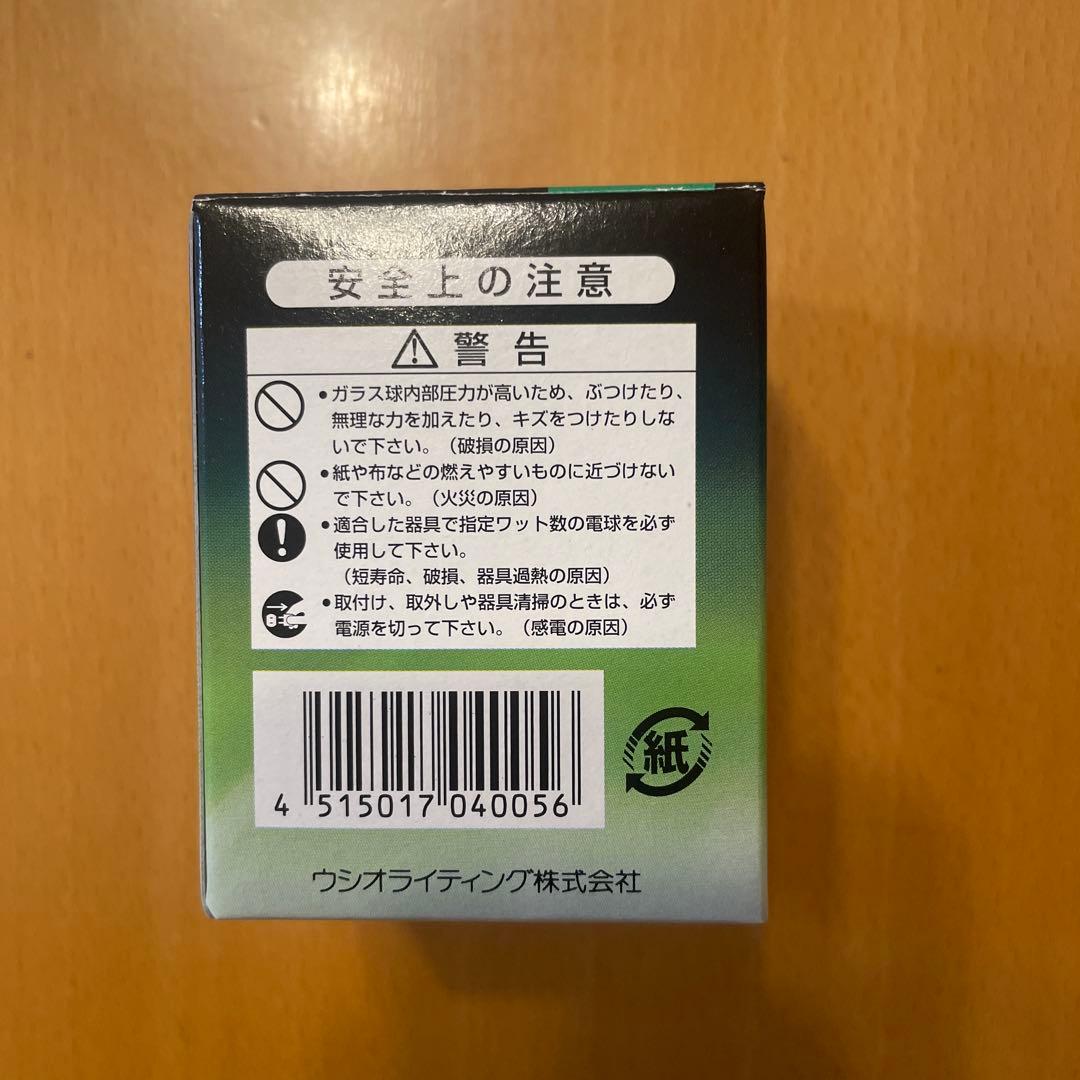 安全上の注意
警告
•ガラス球内部圧力が高いため、ぶつけたり、
無理な力を加えたり、キズをつけたりしな
いで下さい。（破損の原因）
•紙や布などの燃えやすいものに近づけない
で下さい。（火災の原因）
•適合した器具で指定ワット数の電球を必ず
使用して下さい。
（短寿命、破損、器具過熱の原因）
•取付け、取外しや器具清掃のときは、必ず
電源を切って下さい。（感電の原因）
紙
4 515017 040056
ウシオライティング株式会社